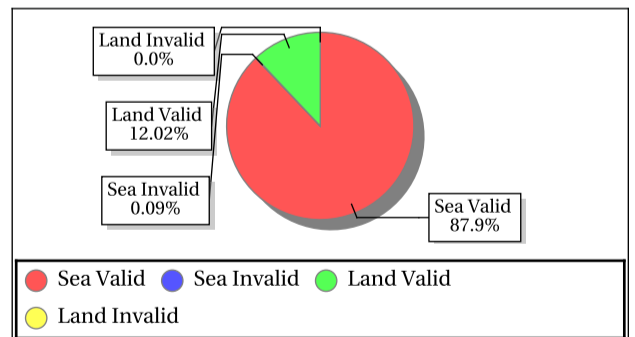 Land Invalid
0.0%
Land Valid
12.02%
Sea Invalid
0.09%
Sea Valid
87.9%
Sea Valid
Sea Invalid
Land Valid
Land Invalid